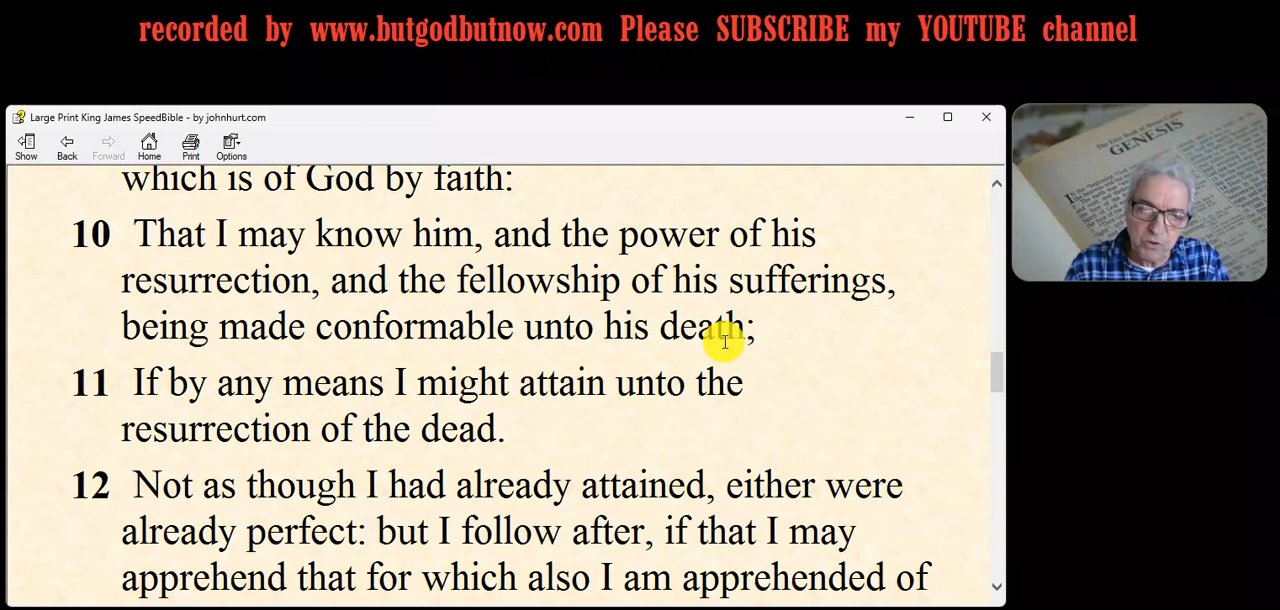 recorded by www.butgodbutnow.com Please SUBSCRIBE my YOUTUBE channel
Large Print King James SpeedBible - by johnhurt.com
Show Back Forward Home Print Options
which is of God by faith:
10 That I may know him, and the power of his
resurrection, and the fellowship of his sufferings,
being made conformable unto his death;
11 If by any means I might attain unto the
resurrection of the dead.
12 Not as though I had already attained, either were
already perfect: but I follow after, if that I may
apprehend that for which also I am apprehended of
GENESIS